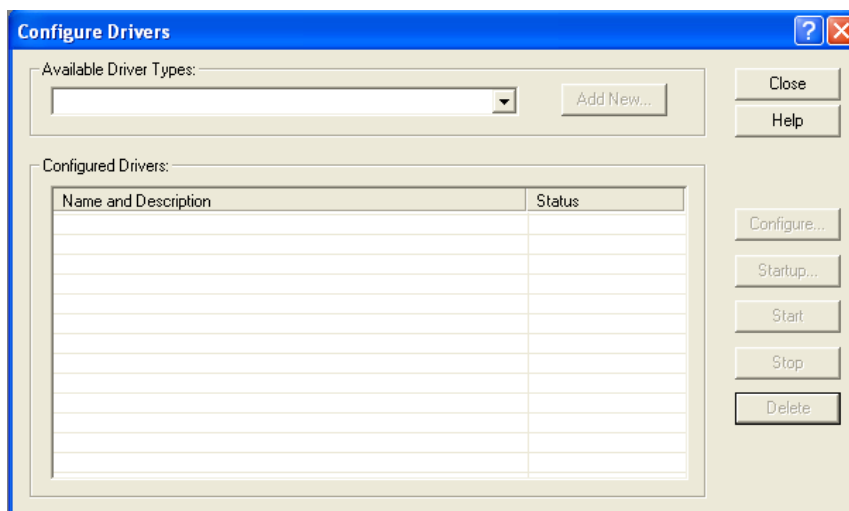 Configure Drivers
?
Available Driver Types:
Add New...
Close
Help
Configured Drivers:
Name and Description Status
Configure...
Startup...
Start
Stop
Delete